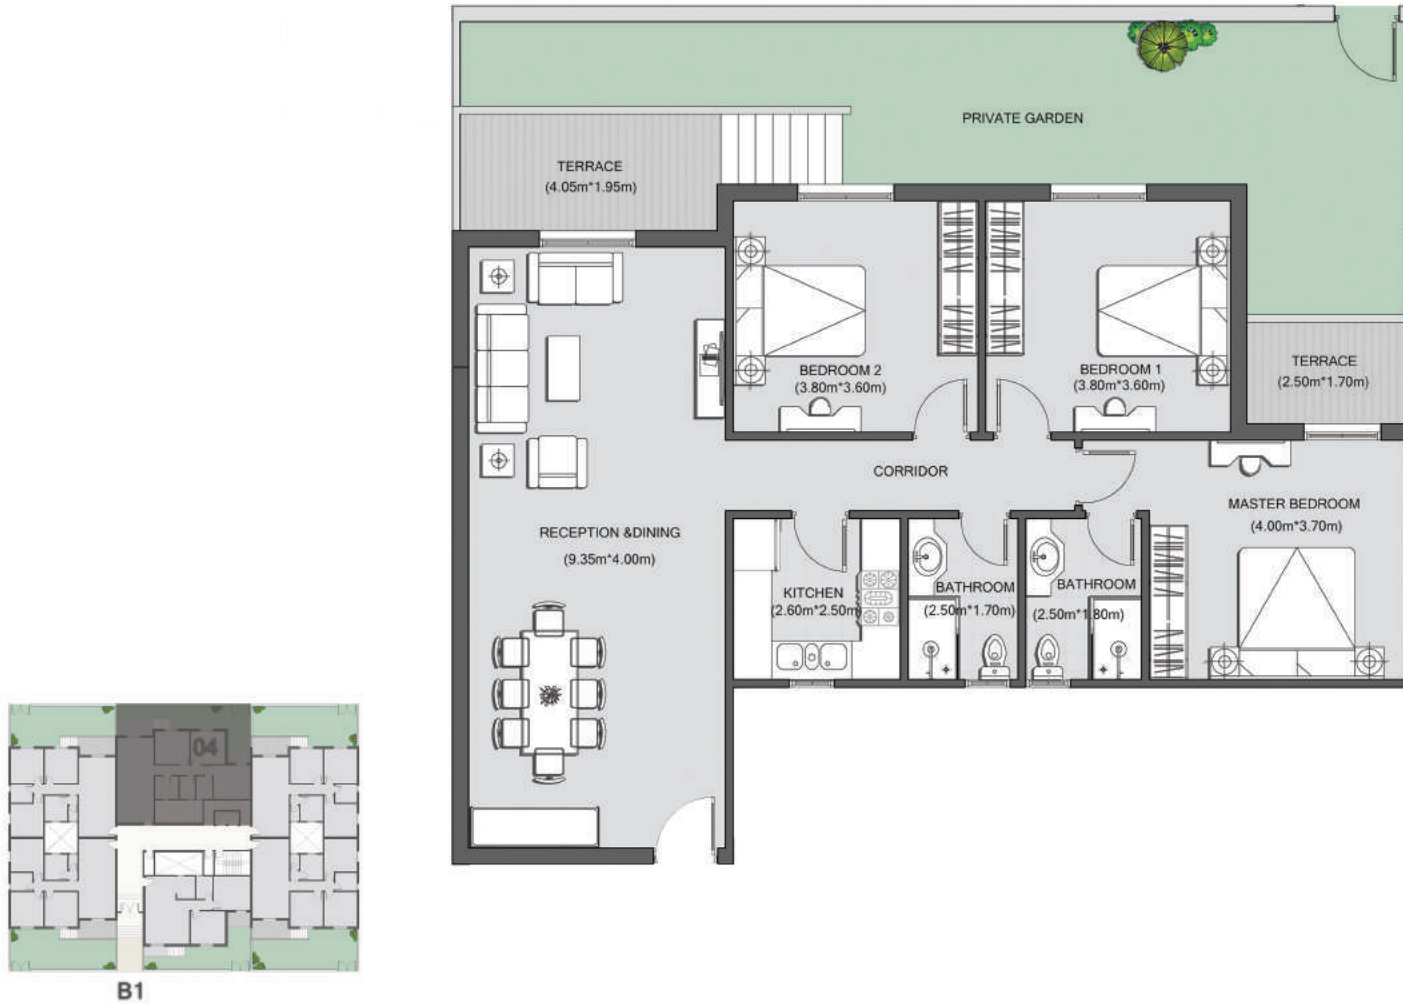 PRIVATE GARDEN
TERRACE
(4.05m*1.95m)
BEDROOM 2
(3.80m*3.60m)
BEDROOM 1
(3.80m*3.60m)
TERRACE
(2.50m*1.70m)
CORRIDOR
MASTER BEDROOM
(4.00m*3.70m)
RECEPTION &DINING
(9.35m*4.00m)
KITCHEN
(2.60m*2.50m)
BATHROOM
(2.50m*1.70m)
BATHROOM
(2.50m*1.80m)
04
B1